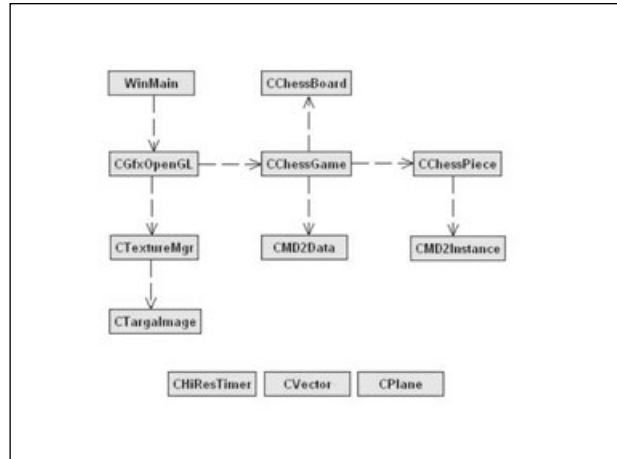 WinMain
CChessBoard
CGfxOpenGL
CChessGame
CChessPiece
CTextureMgr
CMD2Data
CMD2Instance
CTargaImage
CHiResTimer
CVector
CPlane